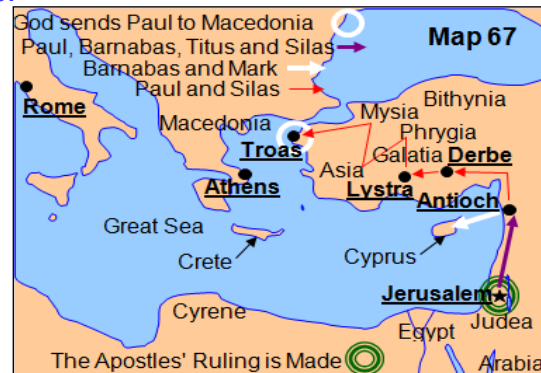 God sends Paul to Macedonia
Paul, Barnabas, Titus and Silas
Map 67
Barnabas and Mark
Paul and Silas
Bithynia
Rome
Mysia
Macedonia
Phrygia
Troas
Galatia
Derbe
Asia
Athens
Lystra
Antioch
Great Sea
Crete
Cyprus
Jerusalem
Cyrene
Judea
Egypt
The Apostles' Ruling is Made
Arabia